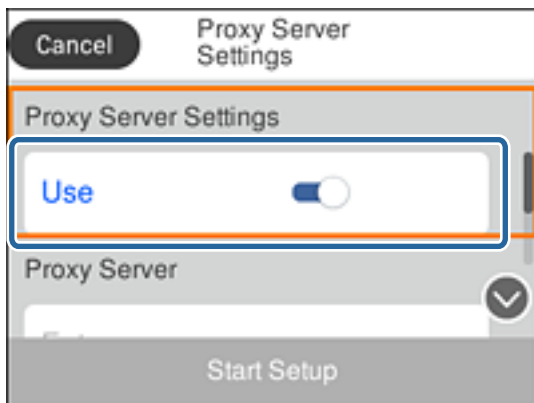 Cancel
Proxy Server
Settings
Proxy Server Settings
Use
Proxy Server
Start Setup